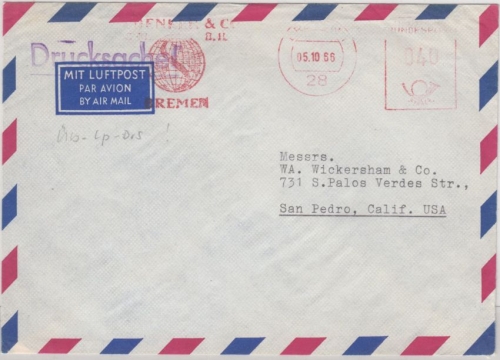 & C
Drucksache!
05.10 66
040
28
MIT LUFTPOST
PAR AVION
BY AIR MAIL
BREMEN
Messrs.
WA. Wickersham & Co.
731 S.Palos Verdes Str.,
San Pedro, Calif. USA